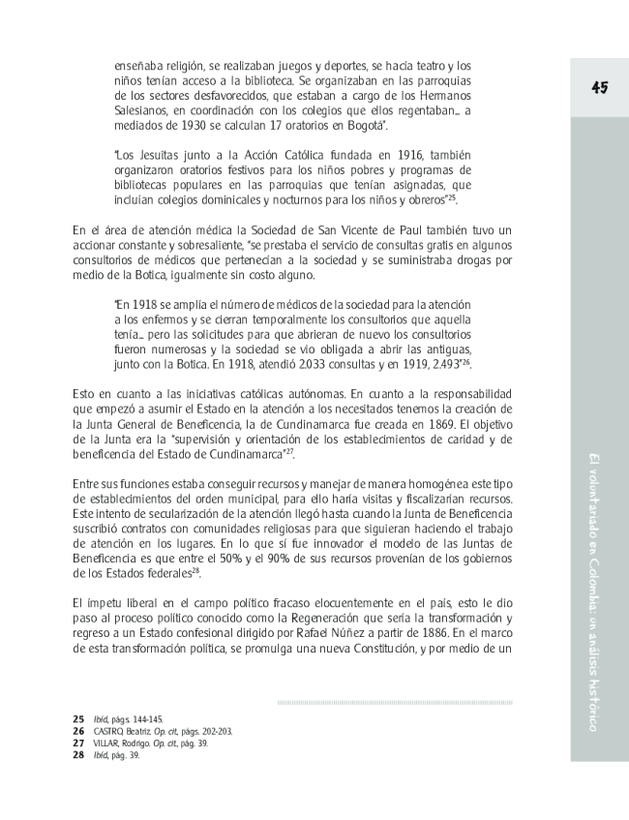 enseñaba religión, se realizaban juegos y deportes, se hacía teatro y los
niños tenían acceso a la biblioteca. Se organizaban en las parroquias
de los sectores desfavorecidos, que estaban a cargo de los Hermanos
Salesianos, en coordinación con los colegios que ellos regentaban... a
mediados de 1930 se calculan 17 oratorios en Bogotá".
"Los Jesuitas junto a la Acción Católica fundada en 1916, también
organizaron oratorios festivos para los niños pobres y programas de
bibliotecas populares en las parroquias que tenían asignadas, que
incluían colegios dominicales y nocturnos para los niños y obreros"25.
En el área de atención médica la Sociedad de San Vicente de Paul también tuvo un
accionar constante y sobresaliente, "se prestaba el servicio de consultas gratis en algunos
consultorios de médicos que pertenecían a la sociedad y se suministraba drogas por
medio de la Botica, igualmente sin costo alguno.
"En 1918 se amplía el número de médicos de la sociedad para la atención
a los enfermos y se cierran temporalmente los consultorios que aquella
tenía... pero las solicitudes para que abrieran de nuevo los consultorios
fueron numerosas y la sociedad se vio obligada a abrir las antiguas,
junto con la Botica. En 1918, atendió 2.033 consultas y en 1919, 2.493"26.
Esto en cuanto a las iniciativas católicas autónomas. En cuanto a la responsabilidad
que empezó a asumir el Estado en la atención a los necesitados tenemos la creación de
la Junta General de Beneficencia, la de Cundinamarca fue creada en 1869. El objetivo
de la Junta era la "supervisión y orientación de los establecimientos de caridad y de
beneficencia del Estado de Cundinamarca"27.
Entre sus funciones estaba conseguir recursos y manejar de manera homogénea este tipo
de establecimientos del orden municipal, para ello haría visitas y fiscalizarían recursos.
Este intento de secularización de la atención llegó hasta cuando la Junta de Beneficencia
suscribió contratos con comunidades religiosas para que siguieran haciendo el trabajo
de atención en los lugares. En lo que sí fue innovador el modelo de las Juntas de
Beneficencia es que entre el 50% y el 90% de sus recursos provenían de los gobiernos
de los Estados federales28.
El ímpetu liberal en el campo político fracaso elocuentemente en el país, esto le dio
paso al proceso político conocido como la Regeneración que sería la transformación y
regreso a un Estado confesional dirigido por Rafael Núñez a partir de 1886. En el marco
de esta transformación política, se promulga una nueva Constitución, y por medio de un
25 Ibíd, págs. 144-145.
26 CASTRO, Beatriz. Op. cit., págs. 202-203.
27 VILLAR, Rodrigo. Op. cit., pág. 39.
28 Ibíd, pág. 39.
45
El voluntariado en Colombia: un análisis histórico